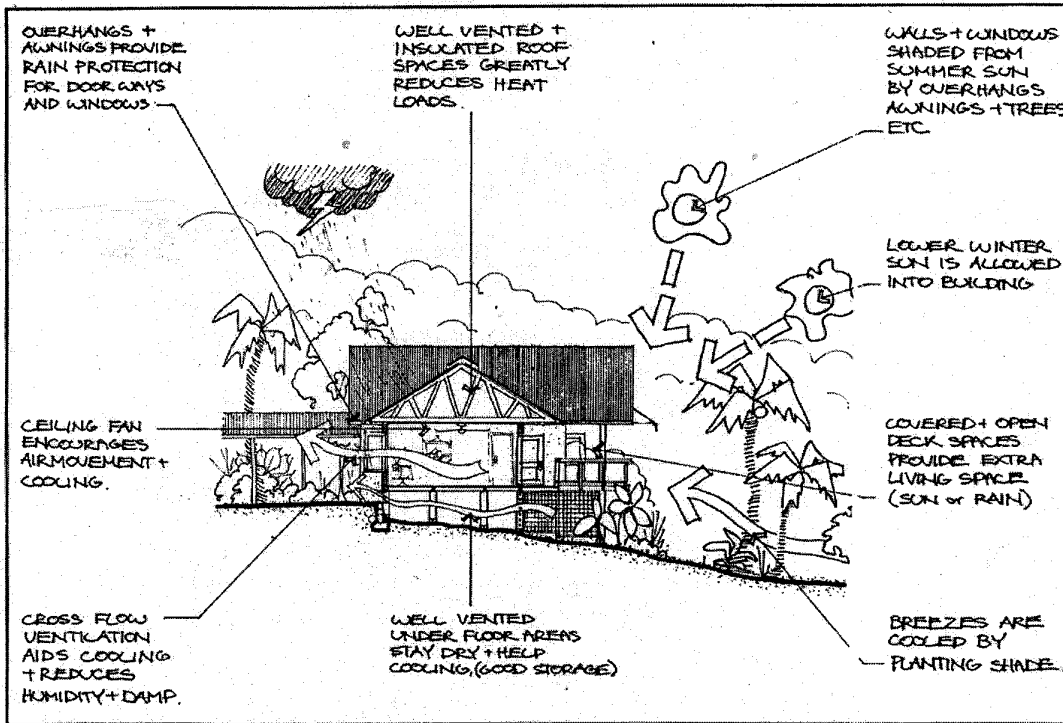 OVERHANGS +
AWNINGS PROVIDE
RAIN PROTECTION
FOR DOORWAYS
AND WINDOWS
WELL VENTED +
INSULATED ROOF
SPACES GREATLY
REDUCES HEAT
LOADS.
WALLS + WINDOWS
SHADED FROM
SUMMER SUN
BY OVERHANGS
AWNINGS + TREES
ETC
LOWER WINTER
SUN IS ALLOWED
INTO BUILDING
CEILING FAN
ENCOURAGES
AIRMOVEMENT +
COOLING.
COVERED + OPEN
DECK SPACES
PROVIDE EXTRA
LIVING SPACE
(SUN or RAIN)
CROSS FLOW
VENTILATION
AIDS COOLING
+ REDUCES
HUMIDITY + DAMP.
WELL VENTED
UNDER FLOOR AREAS
STAY DRY + HELP
COOLING, (GOOD STORAGE)
BREEZES ARE
COOLED BY
PLANTING SHADE.